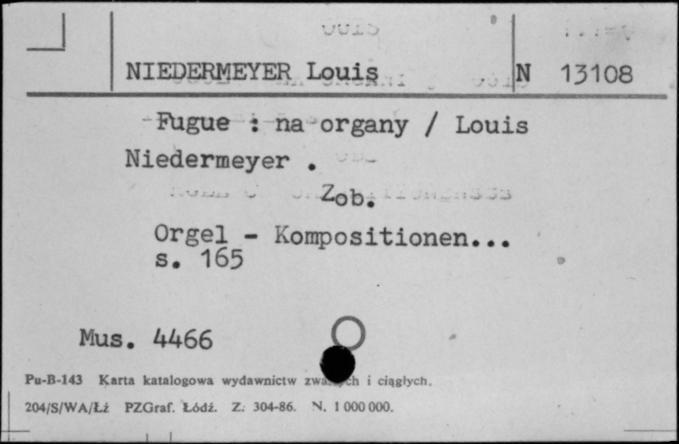 NIEDERMEYER Louis N 13108
Fugue : na organy / Louis
Niedermeyer .
Zob.
Orgel - Kompositionen...
s. 165
Mus. 4466
Pu-B-143 Karta katalogowa wydawnictw i ciągłych.
204/S/WA/Łź PZGraf. Łódź. Z. 304-86. N. 1 000 000.